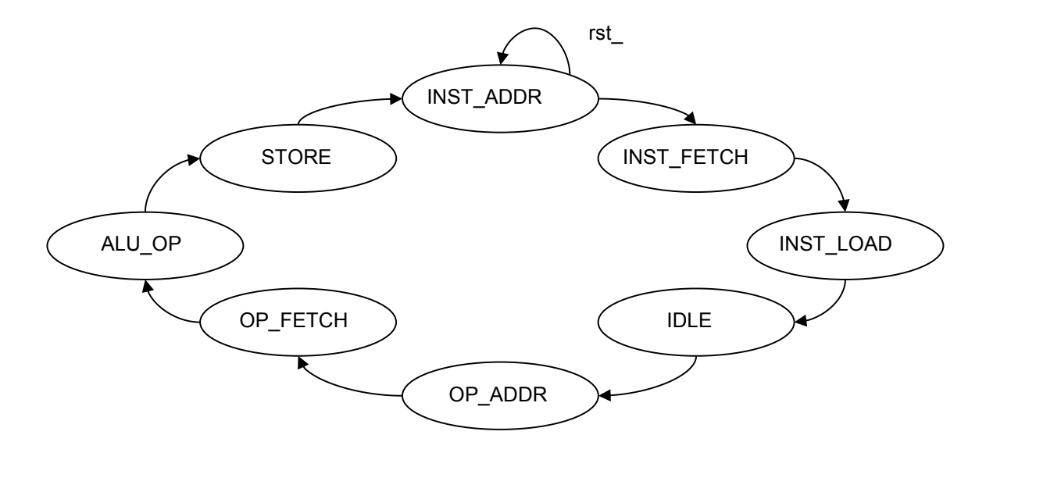 rst_
INST_ADDR
STORE
INST_FETCH
ALU_OP
INST_LOAD
OP_FETCH
IDLE
OP_ADDR